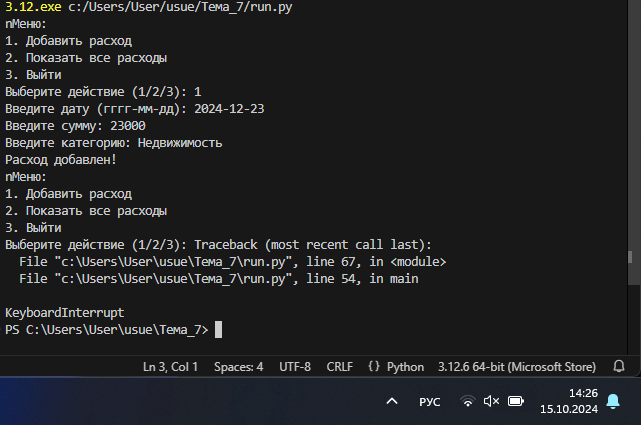 3.12.exe c:/Users/User/usue/Тема_7/run.py
nМеню:
1. Добавить расход
2. Показать все расходы
3. Выйти
Выберите действие (1/2/3): 1
Введите дату (гггг-мм-дд): 2024-12-23
Введите сумму: 23000
Введите категорию: Недвижимость
Расход добавлен!
nМеню:
1. Добавить расход
2. Показать все расходы
3. Выйти
Выберите действие (1/2/3): Traceback (most recent call last):
  File "c:\Users\User\usue\Тема_7\run.py", line 67, in <module>
  File "c:\Users\User\usue\Тема_7\run.py", line 54, in main
KeyboardInterrupt
PS C:\Users\User\usue\Тема_7>
Ln 3, Col 1 Spaces: 4 UTF-8 CRLF {} Python 3.12.6 64-bit (Microsoft Store)
РУС 14:26
15.10.2024